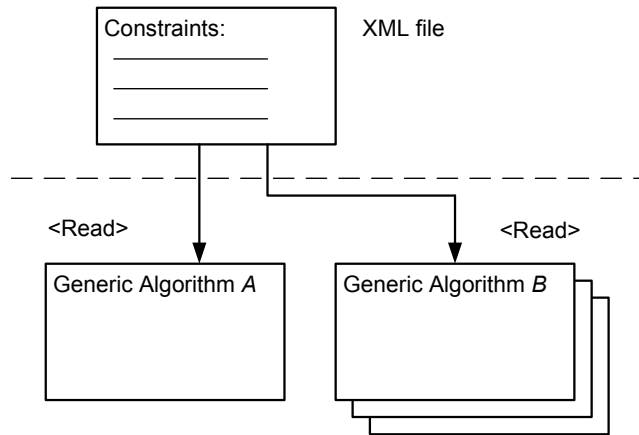 Constraints:
XML file
<Read>
<Read>
Generic Algorithm A
Generic Algorithm B